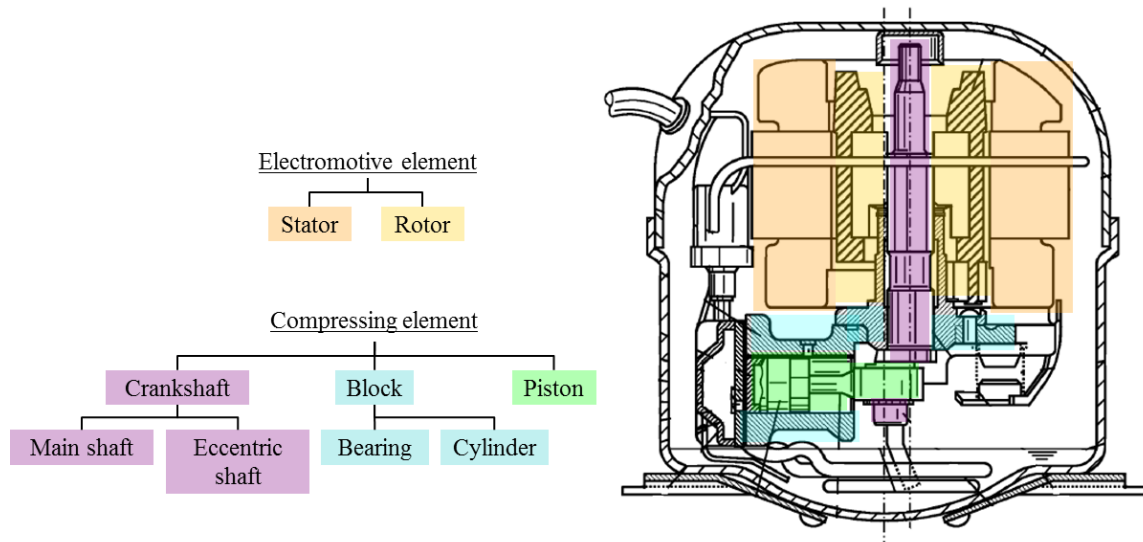 Electromotive element
Stator
Rotor
Compressing element
Crankshaft
Block
Piston
Main shaft
Eccentric
shaft
Bearing
Cylinder